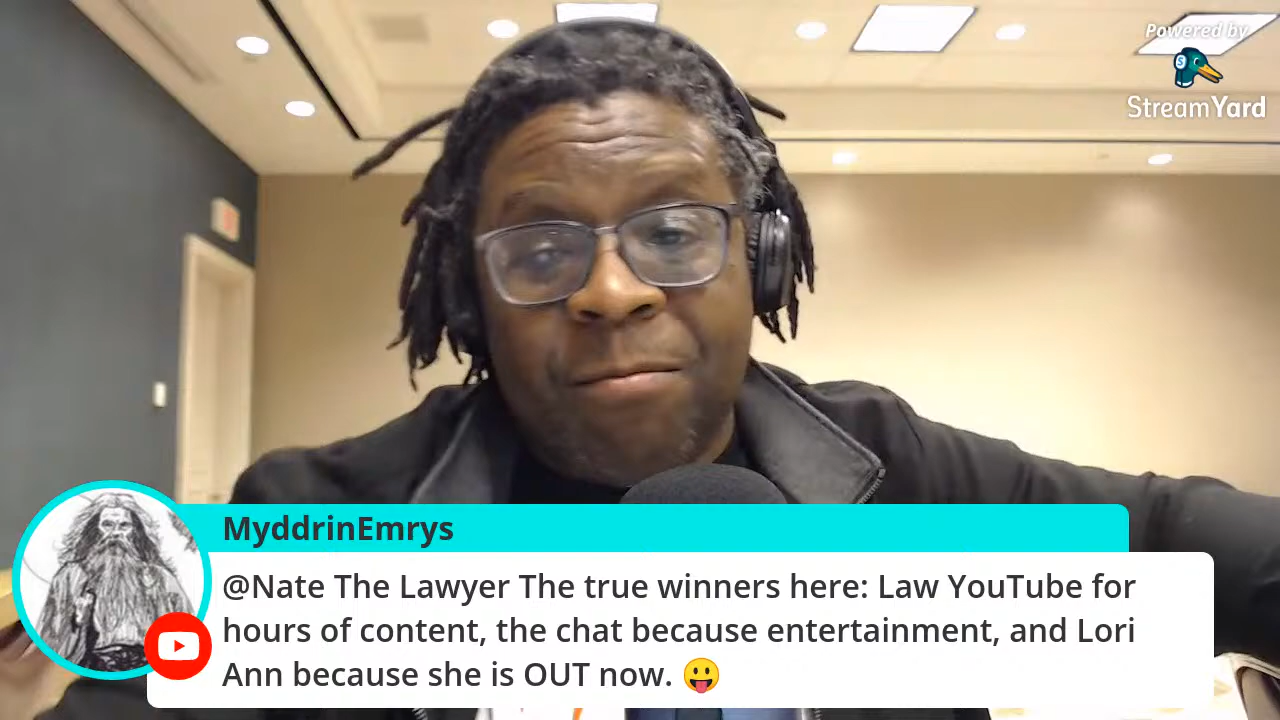 Powered by
StreamYard
MyddrinEmrys
@Nate The Lawyer The true winners here: Law YouTube for
hours of content, the chat because entertainment, and Lori
Ann because she is OUT now. 😛